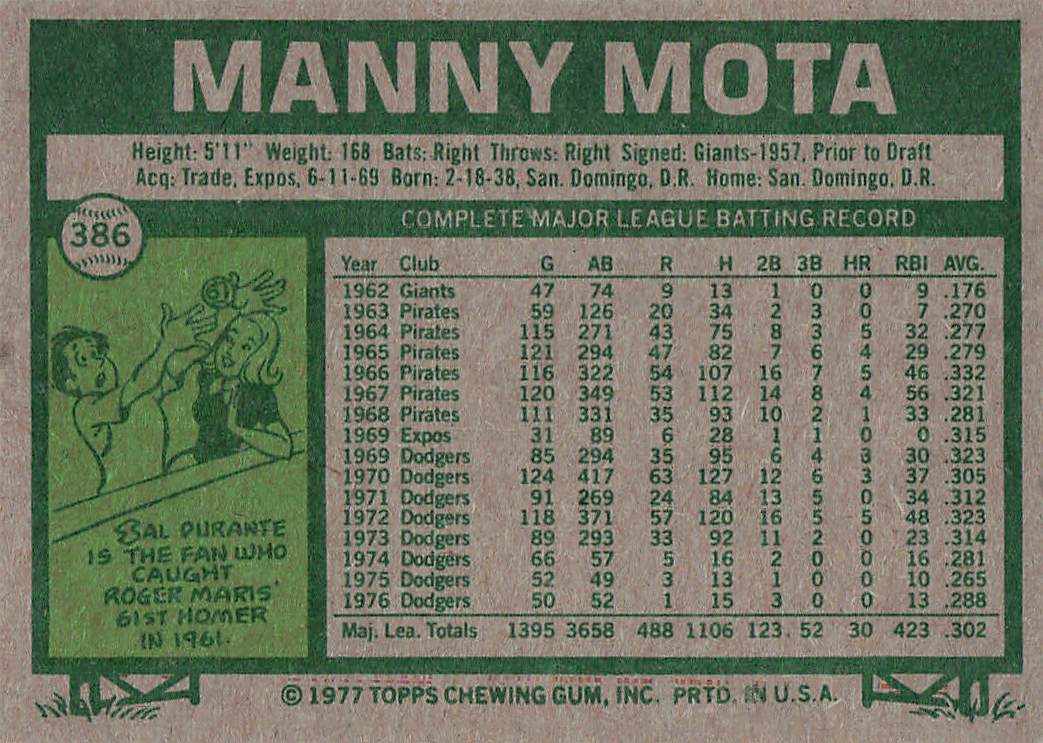 MANNY MOTA
Height: 5'11" Weight: 168 Bats: Right Throws: Right Signed: Giants-1957, Prior to Draft
Acq: Trade, Expos, 6-11-69 Born: 2-18-38, San. Domingo, D.R. Home: San. Domingo, D.R.
386
COMPLETE MAJOR LEAGUE BATTING RECORD
Year Club G AB R H 2B 3B HR RBI AVG.
1962 Giants 47 74 9 13 1 0 0 9 .176
1963 Pirates 59 126 20 34 2 3 0 7 .270
1964 Pirates 115 271 43 75 8 3 5 32 .277
1965 Pirates 121 294 47 82 7 6 4 29 .279
1966 Pirates 116 322 54 107 16 7 5 46 .332
1967 Pirates 120 349 53 112 14 8 4 56 .321
1968 Pirates 111 331 35 93 10 2 1 33 .281
1969 Expos 31 89 6 28 1 1 0 0 .315
1969 Dodgers 85 294 35 95 6 4 3 30 .323
1970 Dodgers 124 417 63 127 12 6 3 37 .305
1971 Dodgers 91 269 24 84 13 5 0 34 .312
1972 Dodgers 118 371 57 120 16 5 5 48 .323
1973 Dodgers 89 293 33 92 11 2 0 23 .314
1974 Dodgers 66 57 5 16 2 0 0 16 .281
1975 Dodgers 52 49 3 13 1 0 0 10 .265
1976 Dodgers 50 52 1 15 3 0 0 13 .288
Maj. Lea. Totals 1395 3658 488 1106 123. 52 30 423 .302
SAL DURANTE
IS THE FAN WHO
CAUGHT
ROGER MARIS'
61ST HOMER
IN 1961.
© 1977 TOPPS CHEWING GUM, INC. PRTD. IN U.S.A.